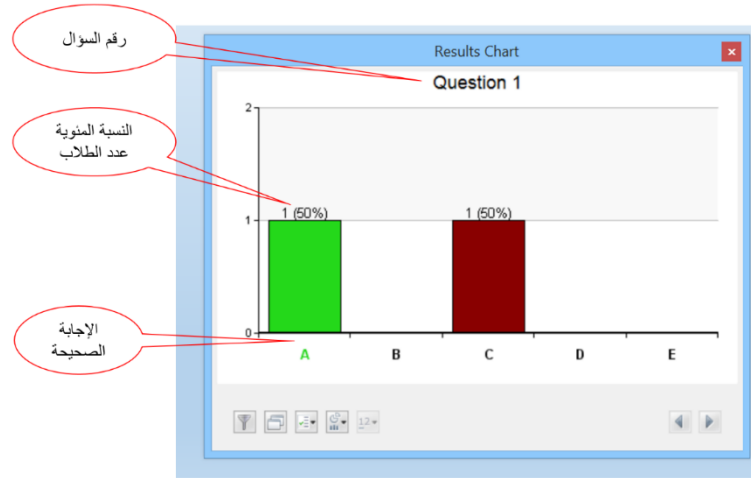 رقم السؤال
Results Chart
Question 1
2
النسبة المئوية
عدد الطلاب
1 (50%) 1 (50%)
1
الإجابة
الصحيحة
0
A B C D E
12